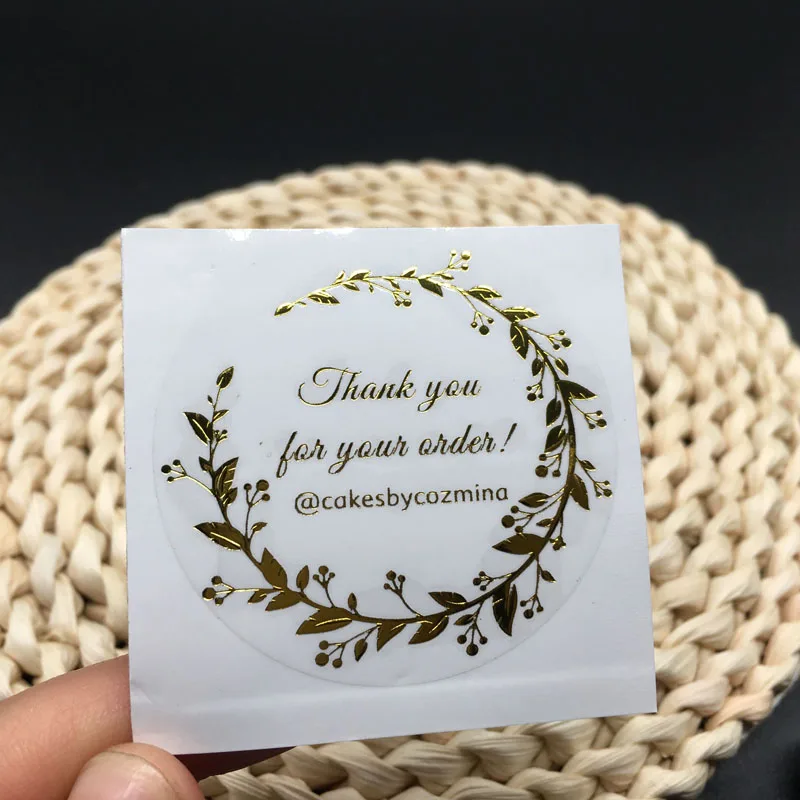 Thank you
for your order!
@cakesbycozmina